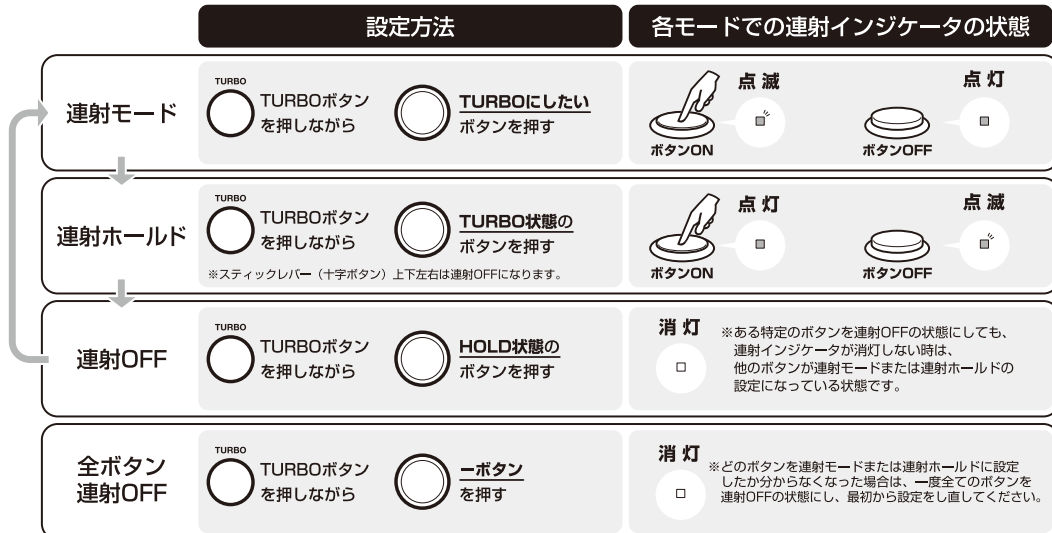 設定方法
各モードでの連射インジケータの状態
連射モード
TURBO
TURBOボタン
を押しながら
TURBOにしたい
ボタンを押す
点滅
ボタンON
点灯
ボタンOFF
連射ホールド
TURBO
TURBOボタン
を押しながら
TURBO状態の
ボタンを押す
※スティックレバー（十字ボタン）上下左右は連射OFFになります。
点灯
ボタンON
点滅
ボタンOFF
連射OFF
TURBO
TURBOボタン
を押しながら
HOLD状態の
ボタンを押す
消灯
※ある特定のボタンを連射OFFの状態にしても、
連射インジケータが消灯しない時は、
他のボタンが連射モードまたは連射ホールドの
設定になっている状態です。
全ボタン
連射OFF
TURBO
TURBOボタン
を押しながら
ーボタン
を押す
消灯
※どのボタンを連射モードまたは連射ホールドに設定
したか分からなくなった場合は、一度全てのボタンを
連射OFFの状態にし、最初から設定をし直してください。